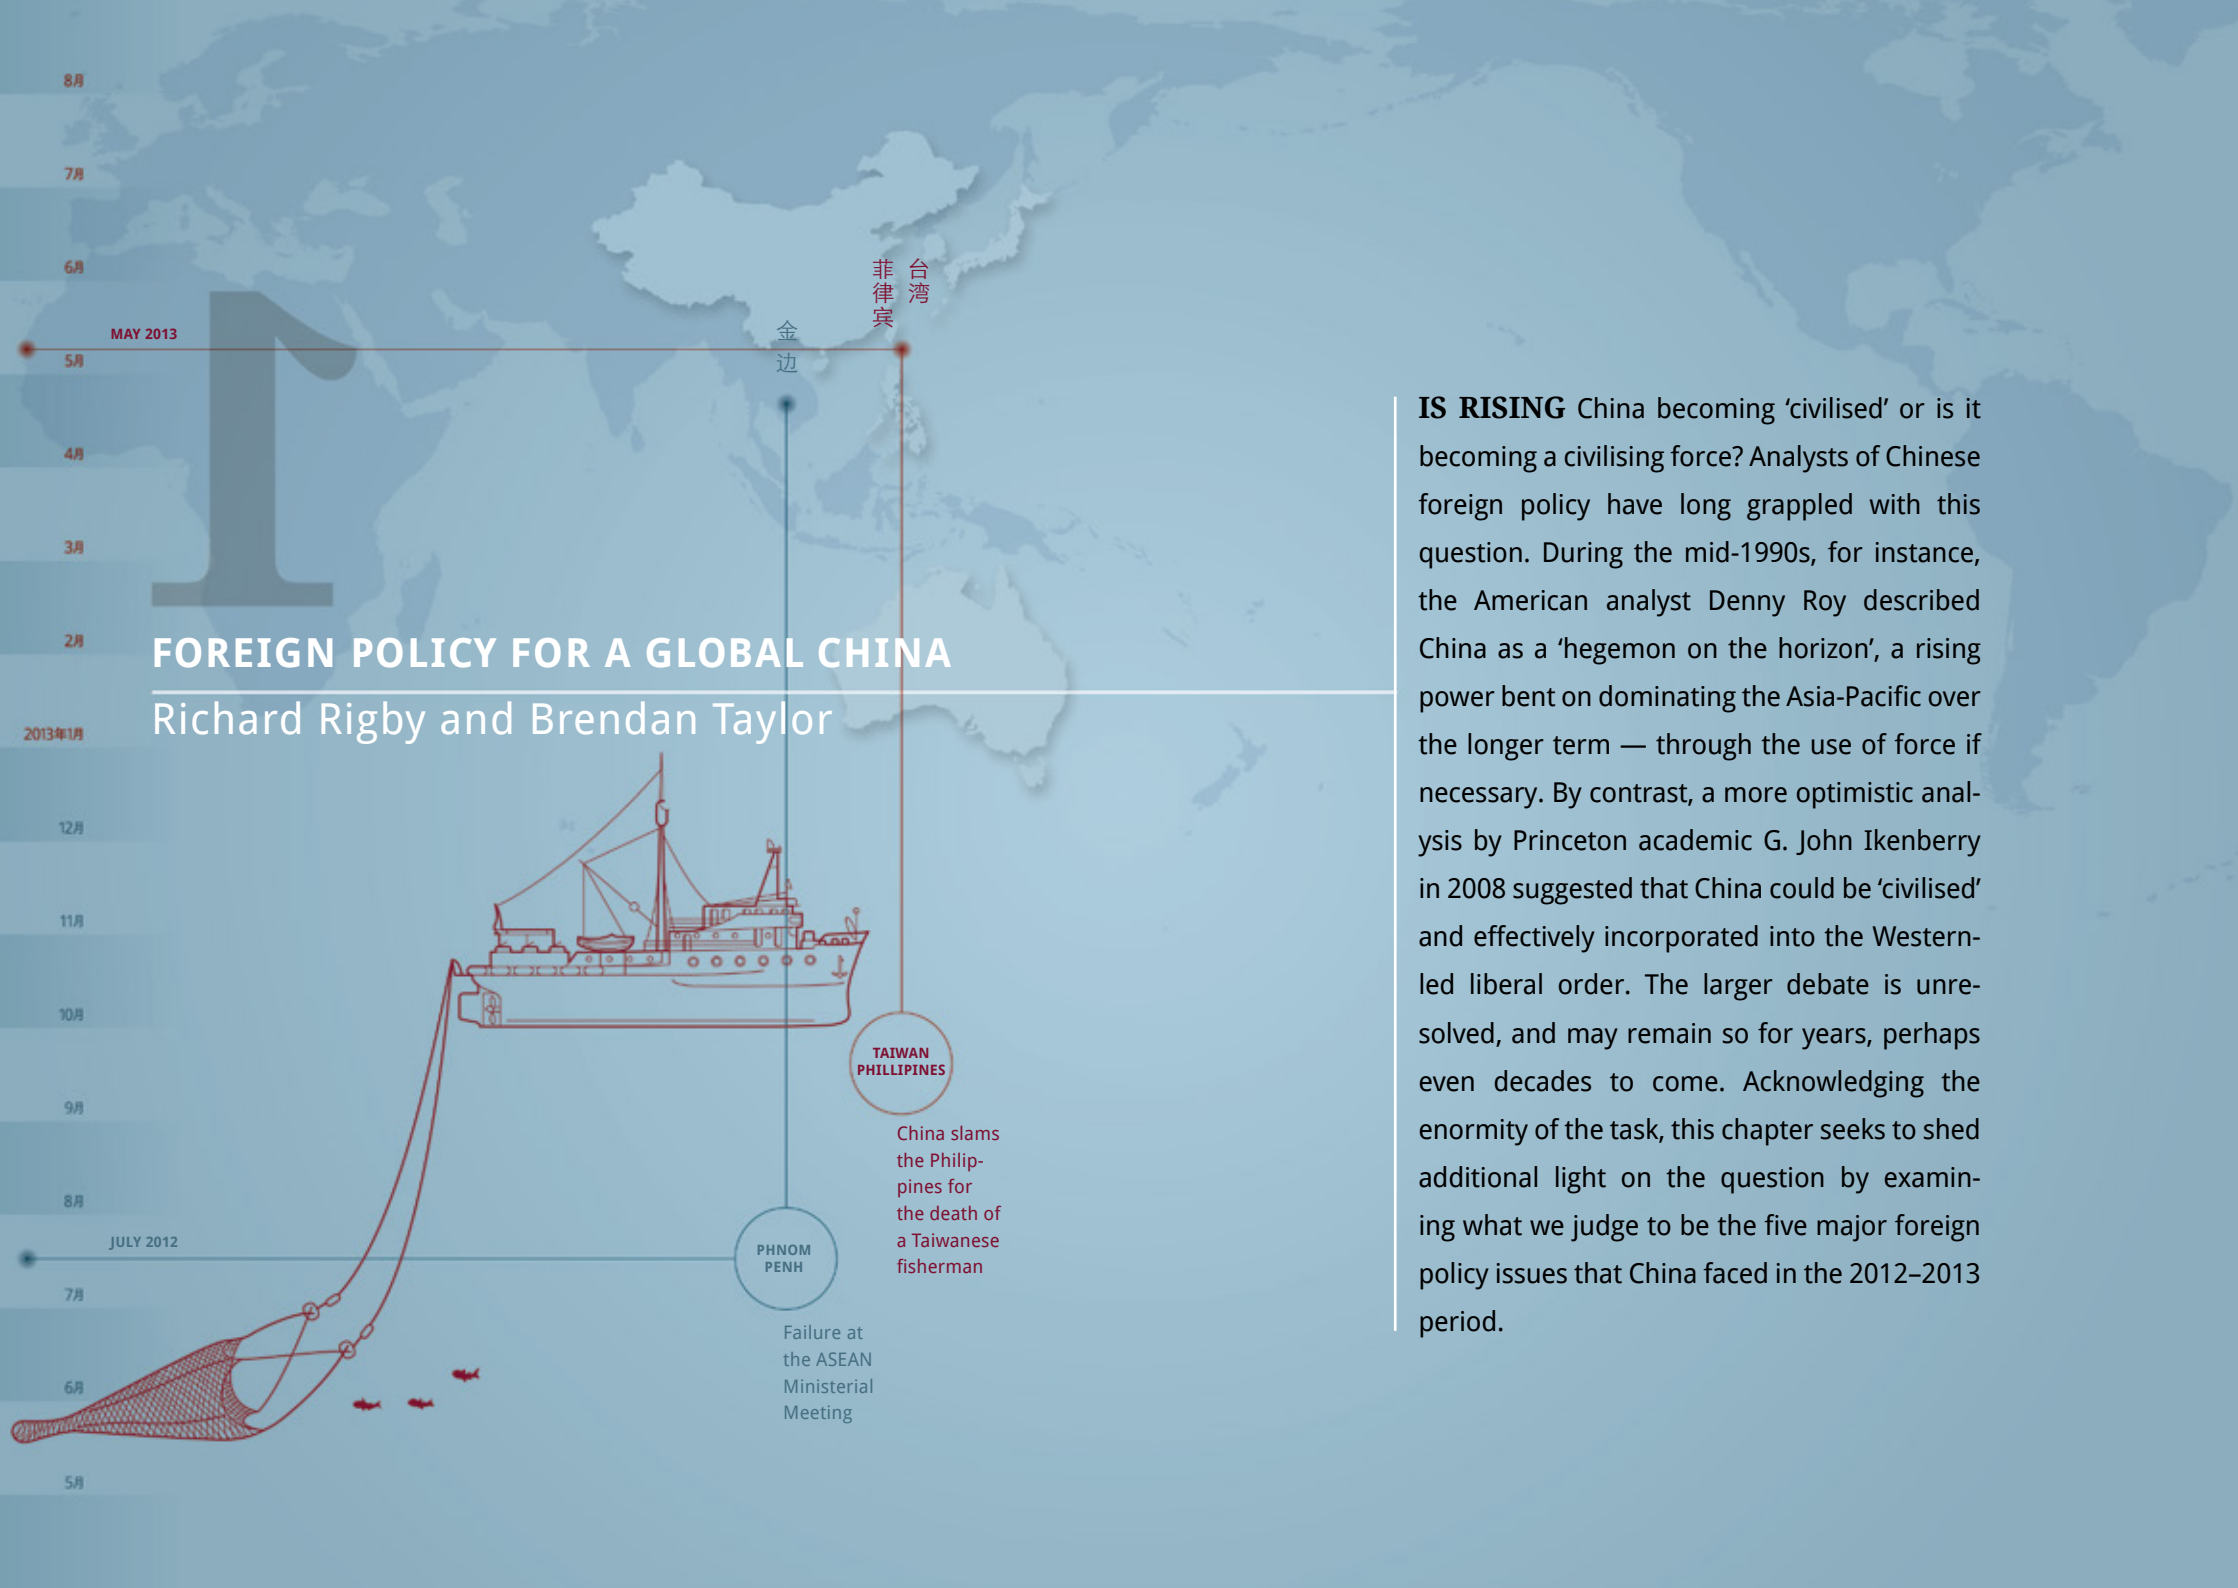 8月
7月
6月
MAY 2013
5月
4月
3月
2月
2013年1月
12月
11月
10月
9月
8月
JULY 2012
7月
6月
5月
1
台湾
菲律宾
金边
FOREIGN POLICY FOR A GLOBAL CHINA
Richard Rigby and Brendan Taylor
TAIWAN
PHILLIPINES
China slams
the Philip-
pines for
the death of
a Taiwanese
fisherman
PHNOM
PENH
Failure at
the ASEAN
Ministerial
Meeting
IS RISING China becoming ‘civilised’ or is it
becoming a civilising force? Analysts of Chinese
foreign policy have long grappled with this
question. During the mid-1990s, for instance,
the American analyst Denny Roy described
China as a ‘hegemon on the horizon’, a rising
power bent on dominating the Asia-Pacific over
the longer term — through the use of force if
necessary. By contrast, a more optimistic anal-
ysis by Princeton academic G. John Ikenberry
in 2008 suggested that China could be ‘civilised’
and effectively incorporated into the Western-
led liberal order. The larger debate is unre-
solved, and may remain so for years, perhaps
even decades to come. Acknowledging the
enormity of the task, this chapter seeks to shed
additional light on the question by examin-
ing what we judge to be the five major foreign
policy issues that China faced in the 2012–2013
period.